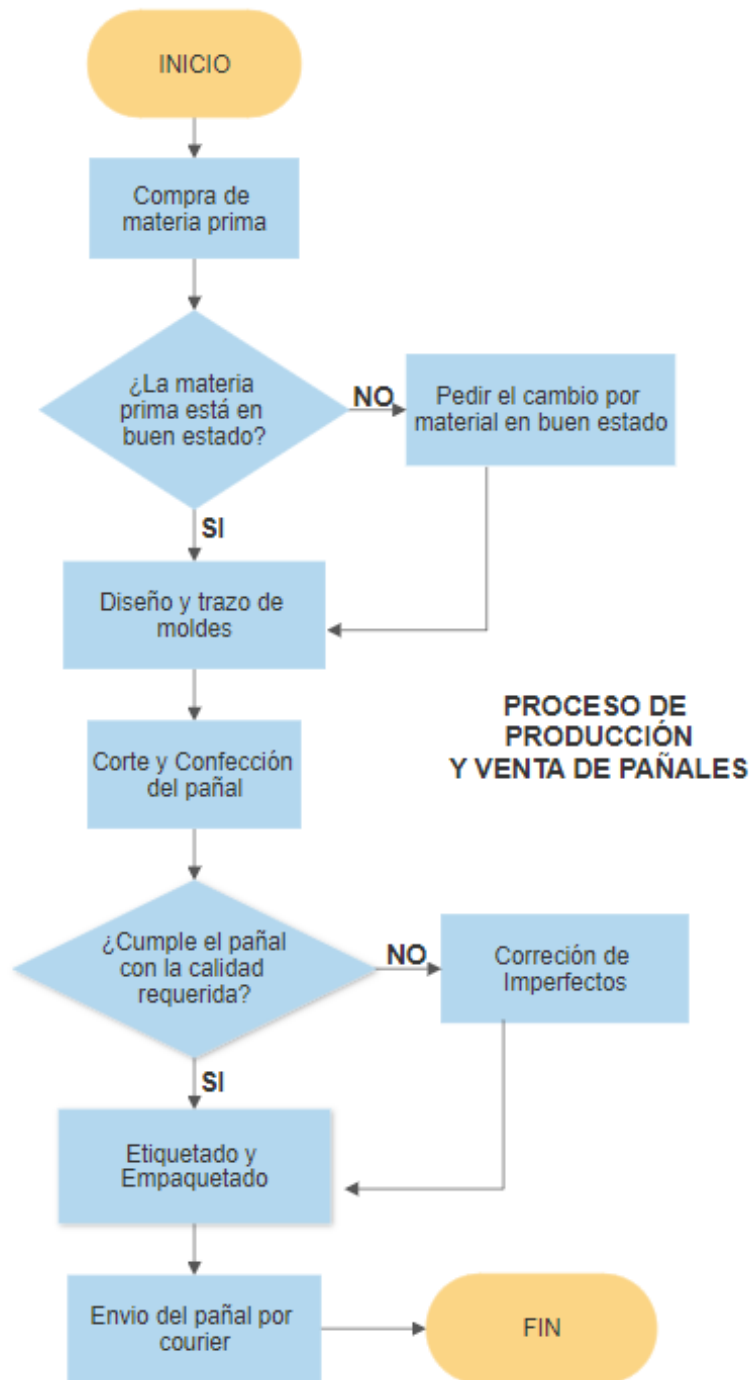 INICIO
Compra de
materia prima
¿La materia
prima está en
buen estado?
NO
Pedir el cambio por
material en buen estado
SI
Diseño y trazo de
moldes
PROCESO DE
PRODUCCIÓN
Y VENTA DE PAÑALES
Corte y Confección
del pañal
¿Cumple el pañal
con la calidad
requerida?
NO
Correción de
Imperfectos
SI
Etiquetado y
Empaquetado
Envio del pañal por
courier
FIN